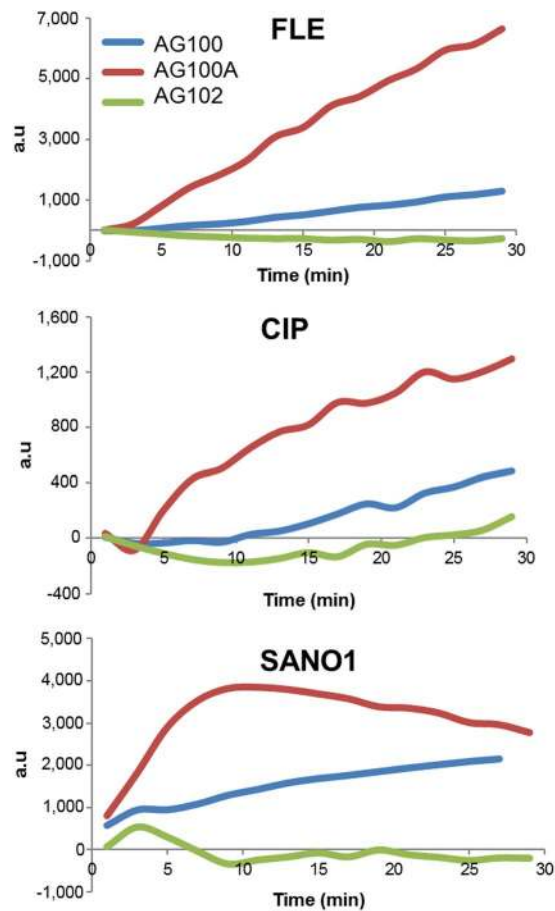 FLE
7,000
5,000
3,000
1,000
-1,000
a.u
AG100
AG100A
AG102
0 5 10 15 20 25 30
Time (min)
CIP
1,600
1,200
800
400
0
-400
a.u
0 5 10 15 20 25 30
Time (min)
SANO1
5,000
4,000
3,000
2,000
1,000
0
-1,000
a.u
0 5 10 15 20 25 30
Time (min)